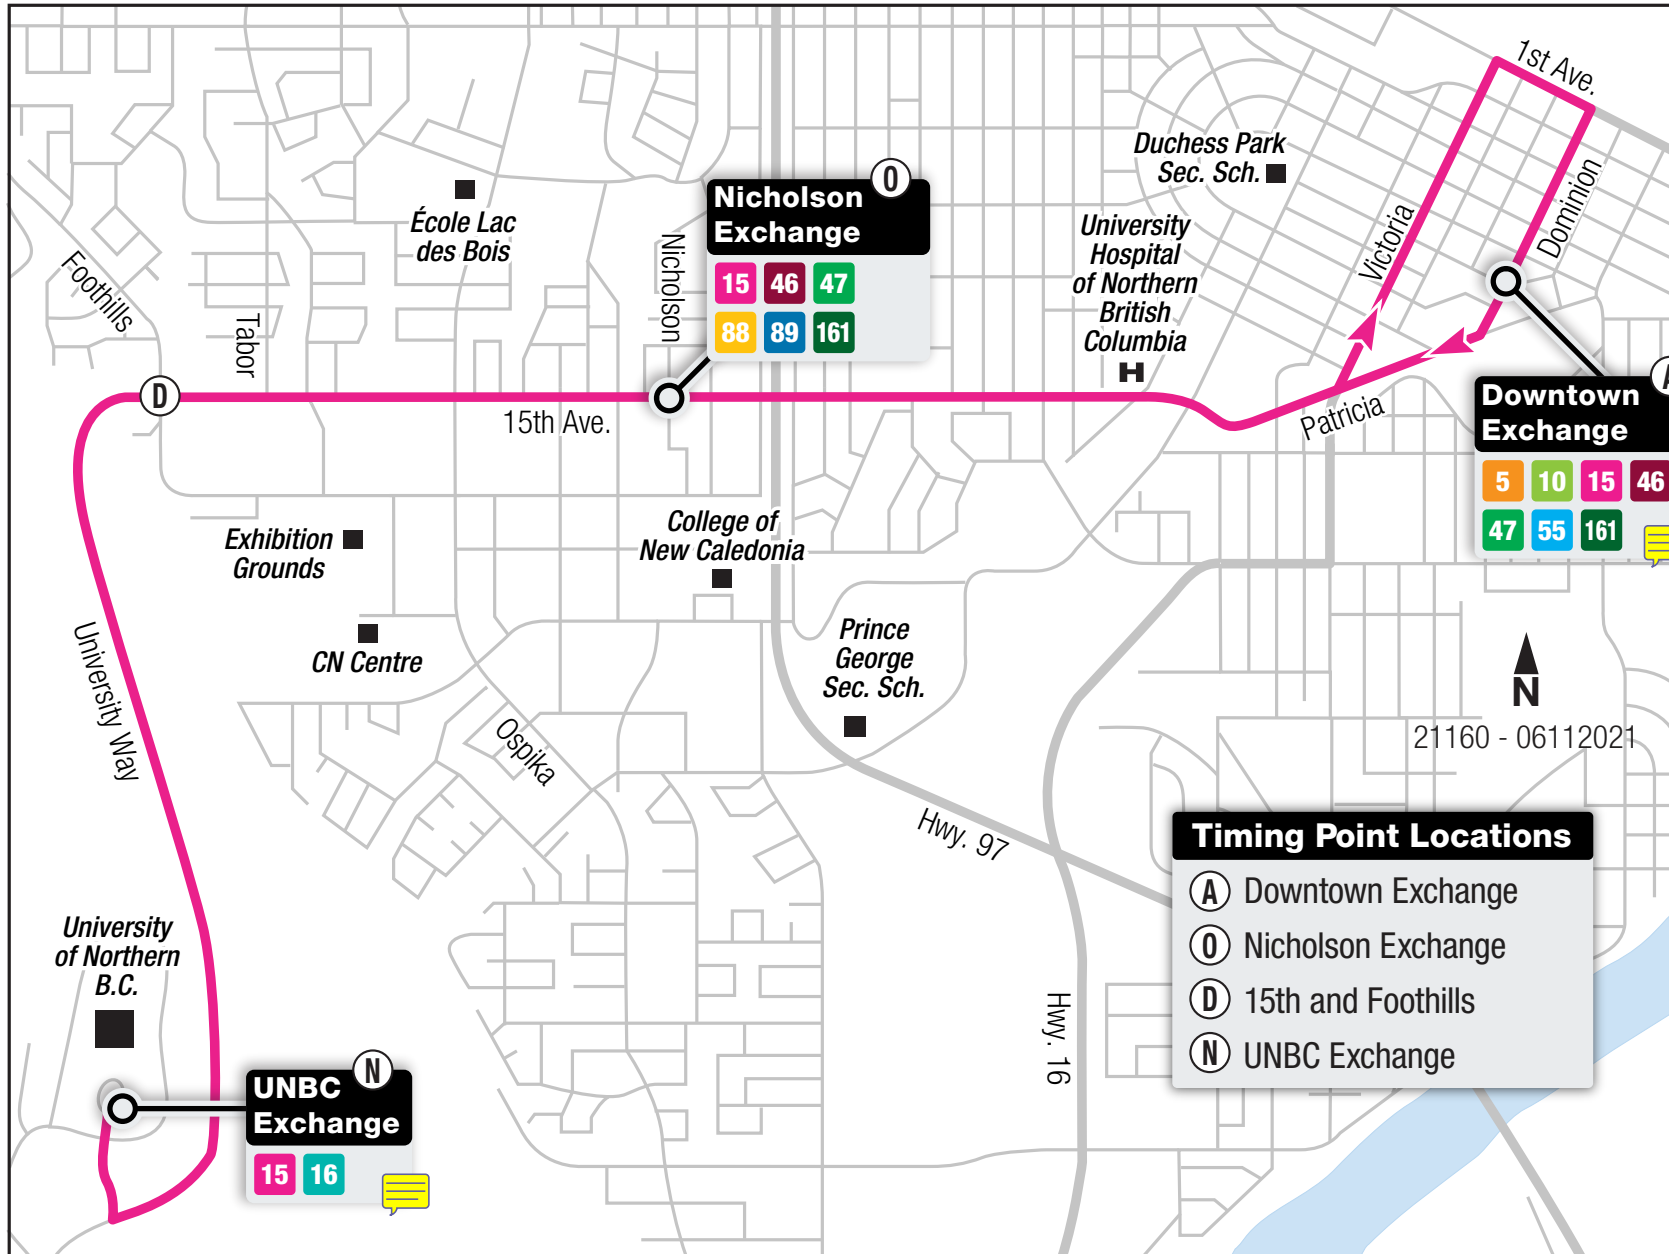 1st Ave.
Duchess Park
Sec. Sch.
Victoria
Dominion
Nicholson
Exchange
O
15 46 47
88 89 161
École Lac
des Bois
Foothills
Tabor
Nicholson
University
Hospital
of Northern
British
Columbia
H
D
15th Ave.
Patricia
A
Downtown
Exchange
5 10 15 46
47 55 161
Exhibition
Grounds
College of
New Caledonia
CN Centre
Prince
George
Sec. Sch.
University Way
Ospika
N
21160 - 06112021
Hwy. 97
Hwy. 16
Timing Point Locations
A Downtown Exchange
O Nicholson Exchange
D 15th and Foothills
N UNBC Exchange
University
of Northern
B.C.
UNBC
Exchange
N
15 16